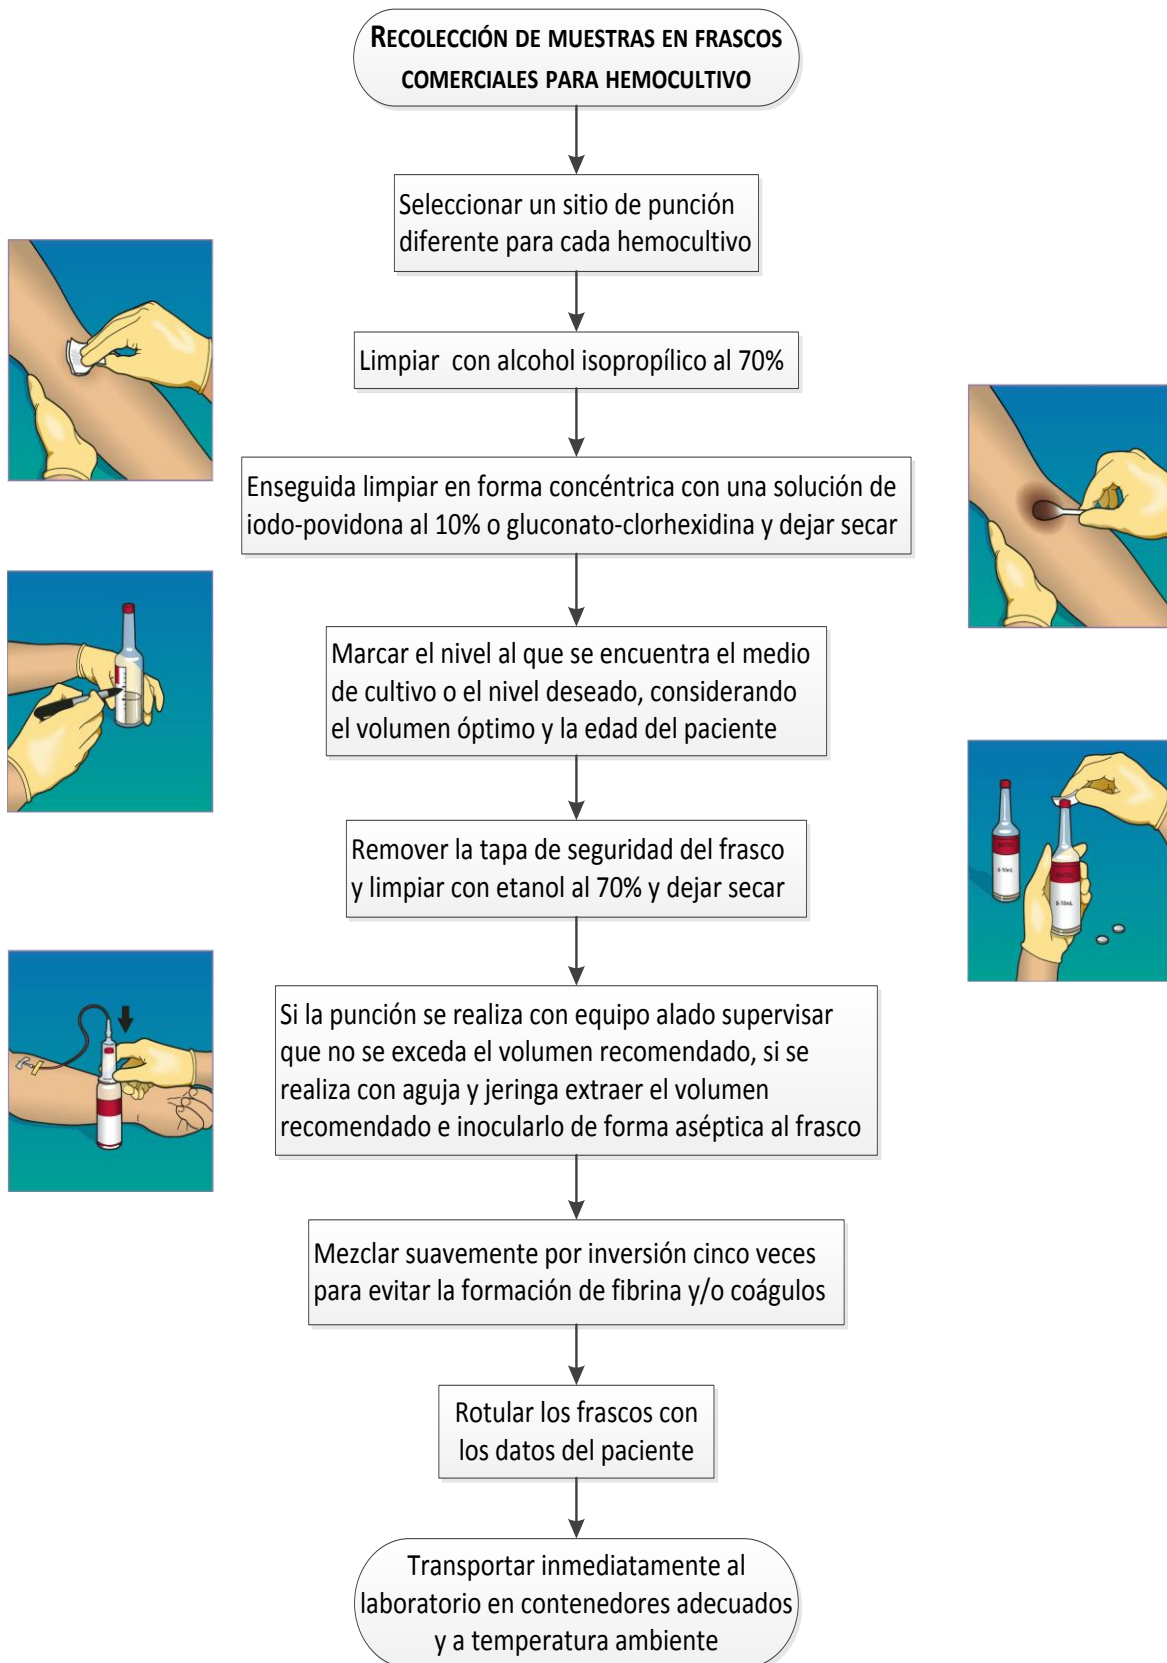 RECOLECCIÓN DE MUESTRAS EN FRASCOS
COMERCIALES PARA HEMOCULTIVO
Seleccionar un sitio de punción
diferente para cada hemocultivo
Limpiar con alcohol isopropílico al 70%
Enseguida limpiar en forma concéntrica con una solución de
iodo-povidona al 10% o gluconato-clorhexidina y dejar secar
Marcar el nivel al que se encuentra el medio
de cultivo o el nivel deseado, considerando
el volumen óptimo y la edad del paciente
Remover la tapa de seguridad del frasco
y limpiar con etanol al 70% y dejar secar
8-10mL
8-10mL
Si la punción se realiza con equipo alado supervisar
que no se exceda el volumen recomendado, si se
realiza con aguja y jeringa extraer el volumen
recomendado e inocularlo de forma aséptica al frasco
Mezclar suavemente por inversión cinco veces
para evitar la formación de fibrina y/o coágulos
Rotular los frascos con
los datos del paciente
Transportar inmediatamente al
laboratorio en contenedores adecuados
y a temperatura ambiente